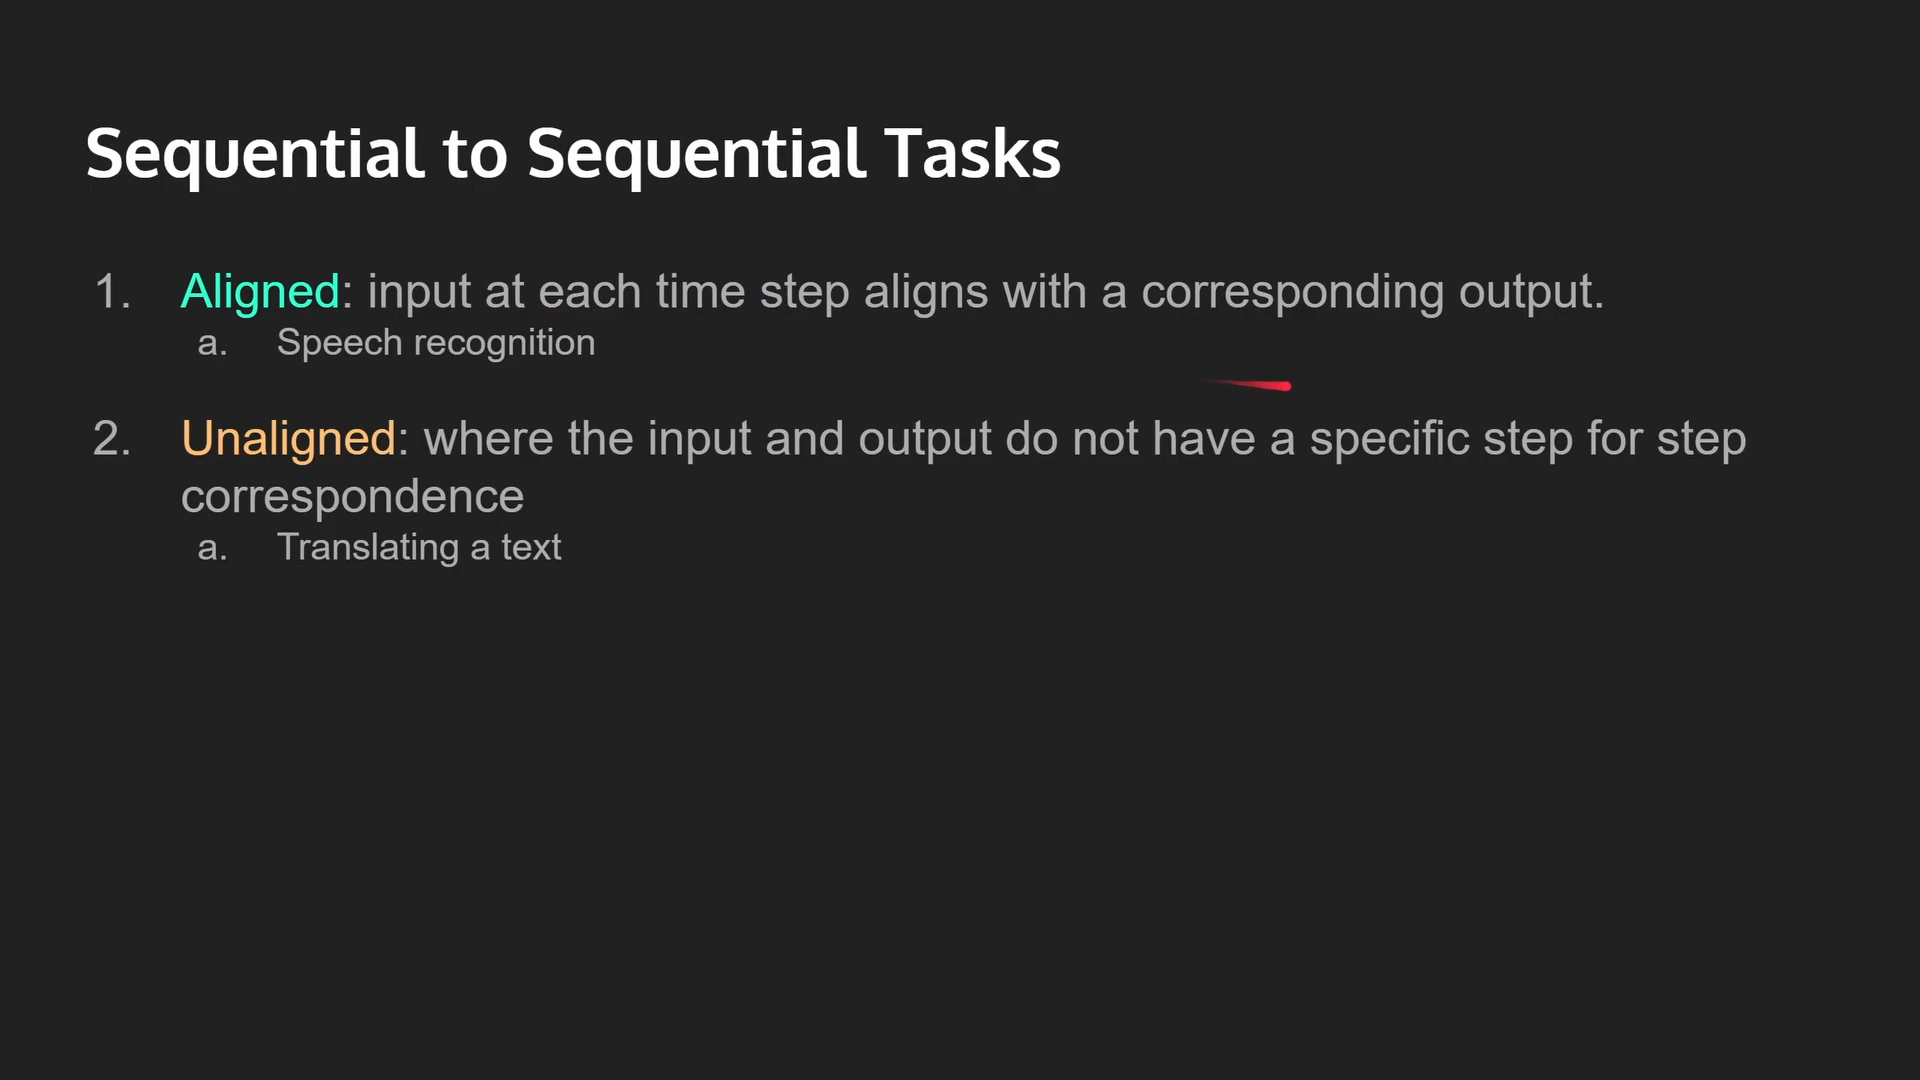 Sequential to Sequential Tasks
1. Aligned: input at each time step aligns with a corresponding output.
a. Speech recognition
2. Unaligned: where the input and output do not have a specific step for step
correspondence
a. Translating a text